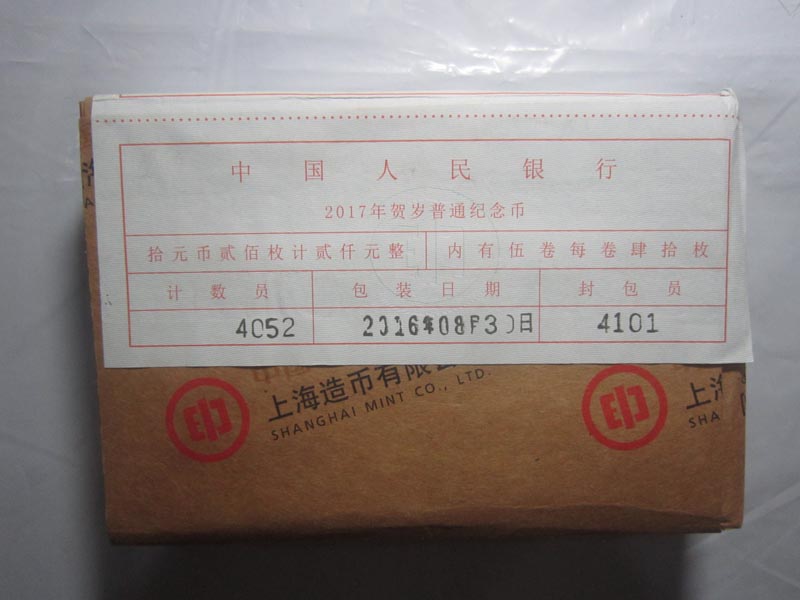 中国人民银行
2017年贺岁普通纪念币
拾元币贰佰枚计贰仟元整 内有伍卷每卷肆拾枚
计数员 包装日期 封包员
4052 2016年08月30日 4101
上海造币有限公 上海
SHANGHAI MINT CO., LTD. SHA